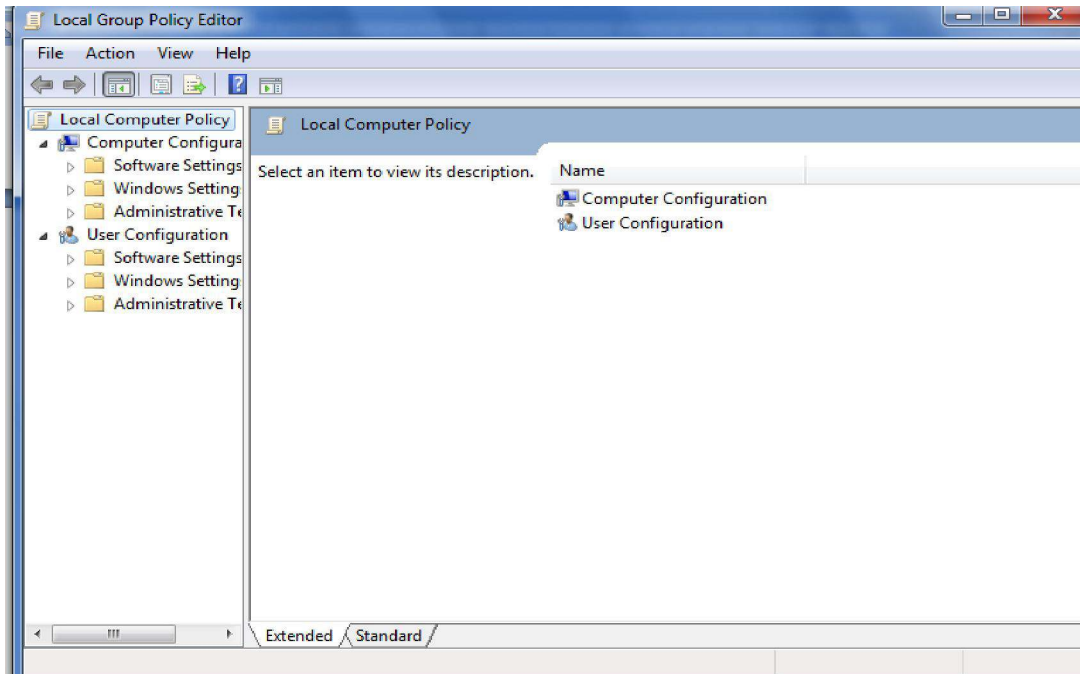 Local Group Policy Editor
File Action View Help
Local Computer Policy
Computer Configura
Software Settings
Windows Setting
Administrative Te
User Configuration
Software Settings
Windows Setting
Administrative Te
Local Computer Policy
Select an item to view its description.
Name
Computer Configuration
User Configuration
Extended Standard